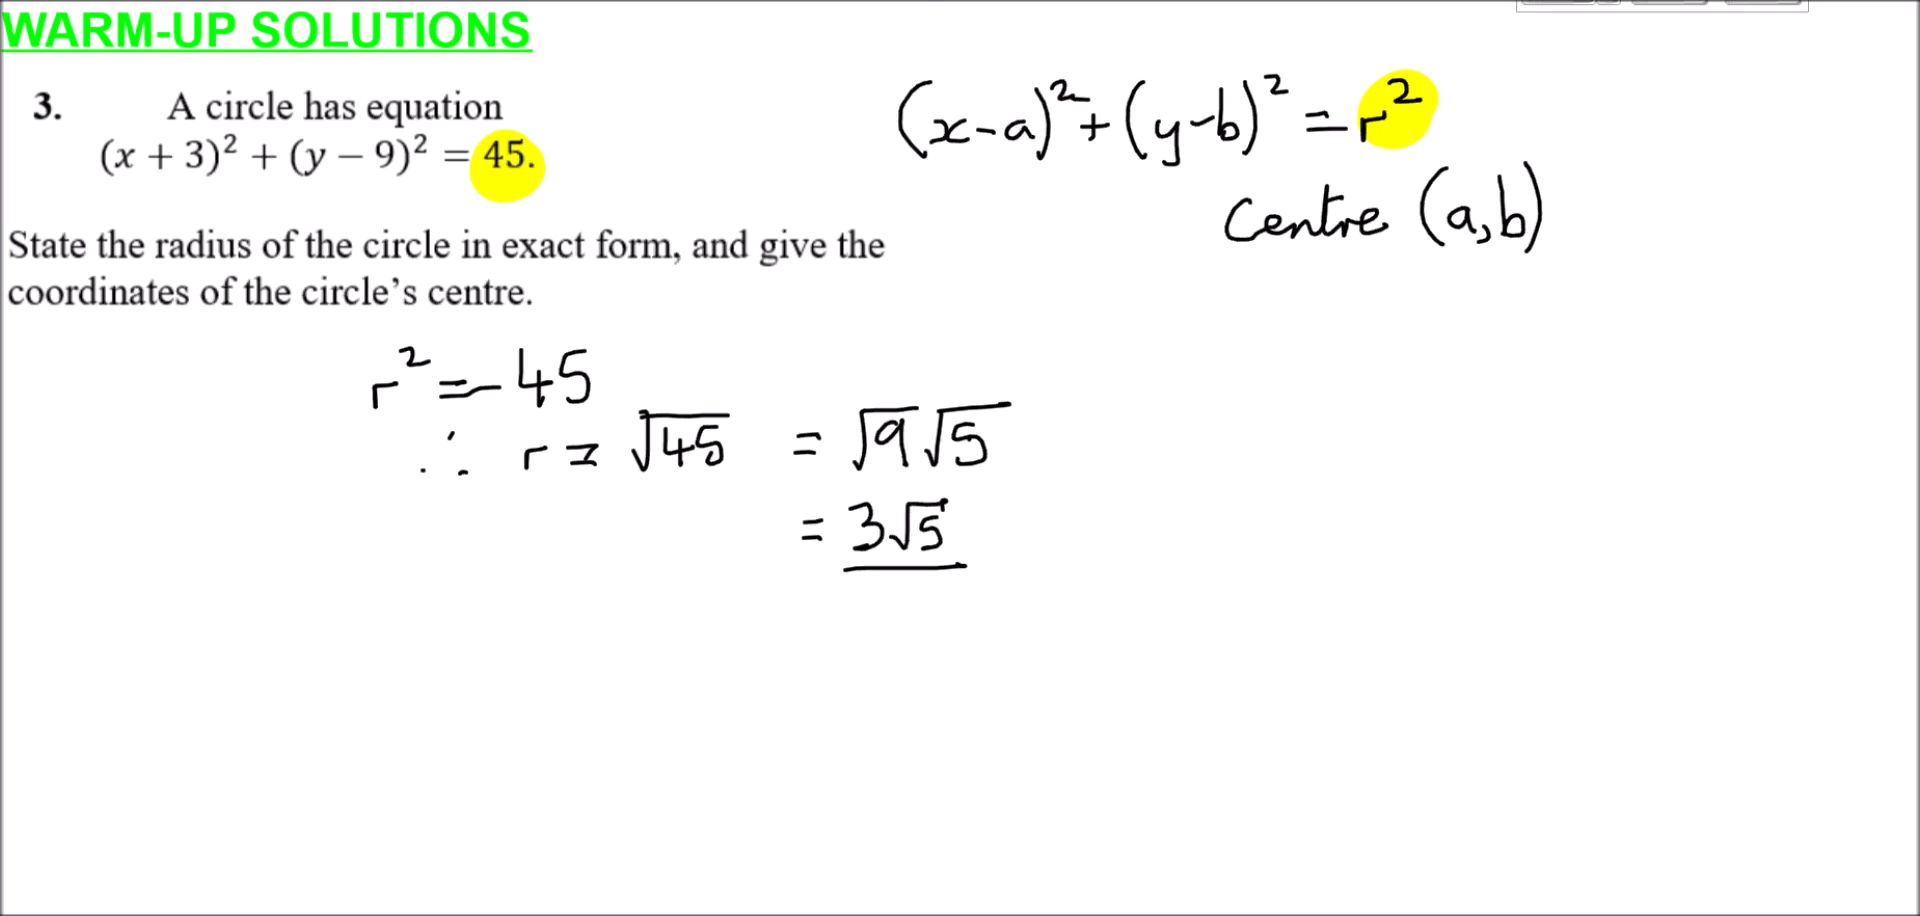 WARM-UP SOLUTIONS
3. A circle has equation
(x + 3)² + (y – 9)² = 45.
State the radius of the circle in exact form, and give the
coordinates of the circle's centre.
(x-a)² + (y-b)² = r²
Centre (a,b)
r² = 45
∴ r = √45 = √9√5
= 3√5